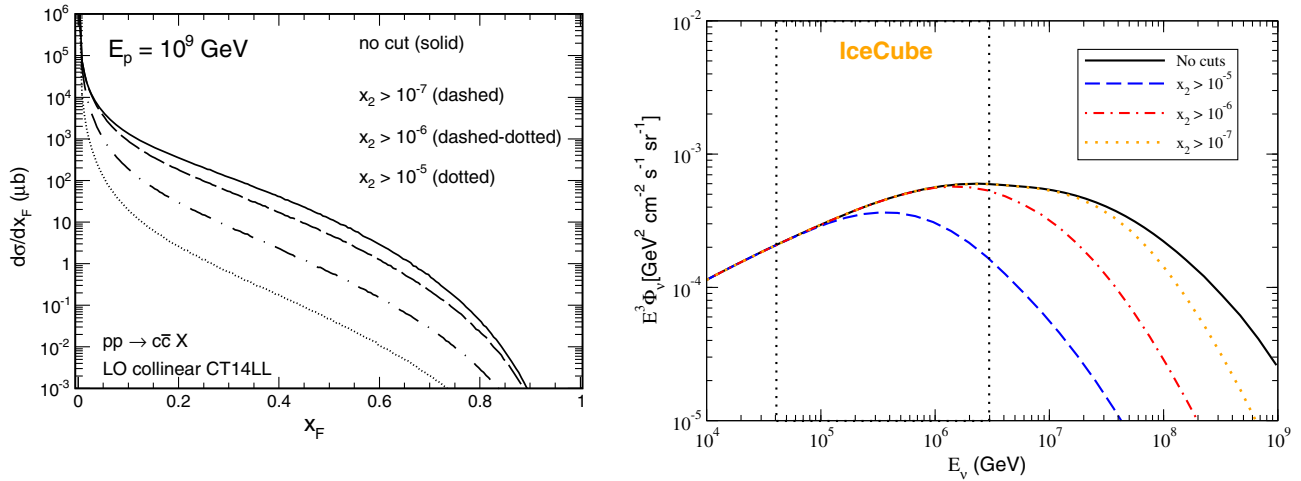 E_p = 10^9 GeV
no cut (solid)
x_2 > 10^-7 (dashed)
x_2 > 10^-6 (dashed-dotted)
x_2 > 10^-5 (dotted)
pp → cc̄ X
LO collinear CT14LL
dσ/dx_F (μb)
10^6
10^5
10^4
10^3
10^2
10
1
10^-1
10^-2
10^-3
0 0.2 0.4 0.6 0.8 1
x_F
IceCube
No cuts
x_2 > 10^-5
x_2 > 10^-6
x_2 > 10^-7
E^3Φ_ν[GeV^2 cm^-2 s^-1 sr^-1]
10^-2
10^-3
10^-4
10^-5
10^4 10^5 10^6 10^7 10^8 10^9
E_ν (GeV)